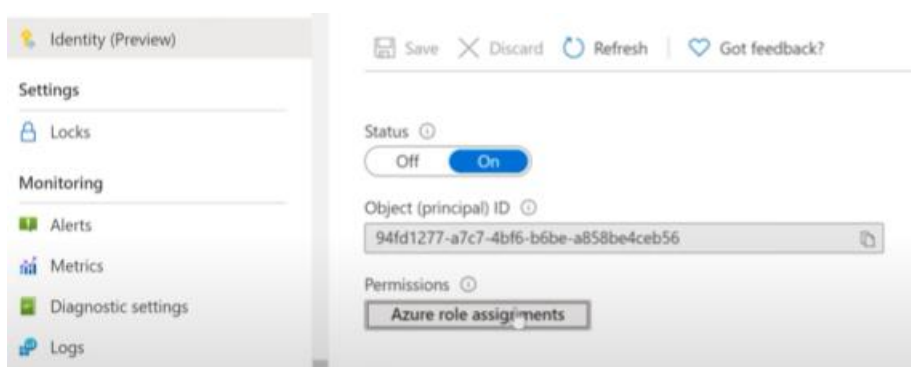 Identity (Preview)
Settings
Locks
Monitoring
Alerts
Metrics
Diagnostic settings
Logs
Save Discard Refresh Got feedback?
Status
Off On
Object (principal) ID
94fd1277-a7c7-4bf6-b6be-a858be4ceb56
Permissions
Azure role assignments